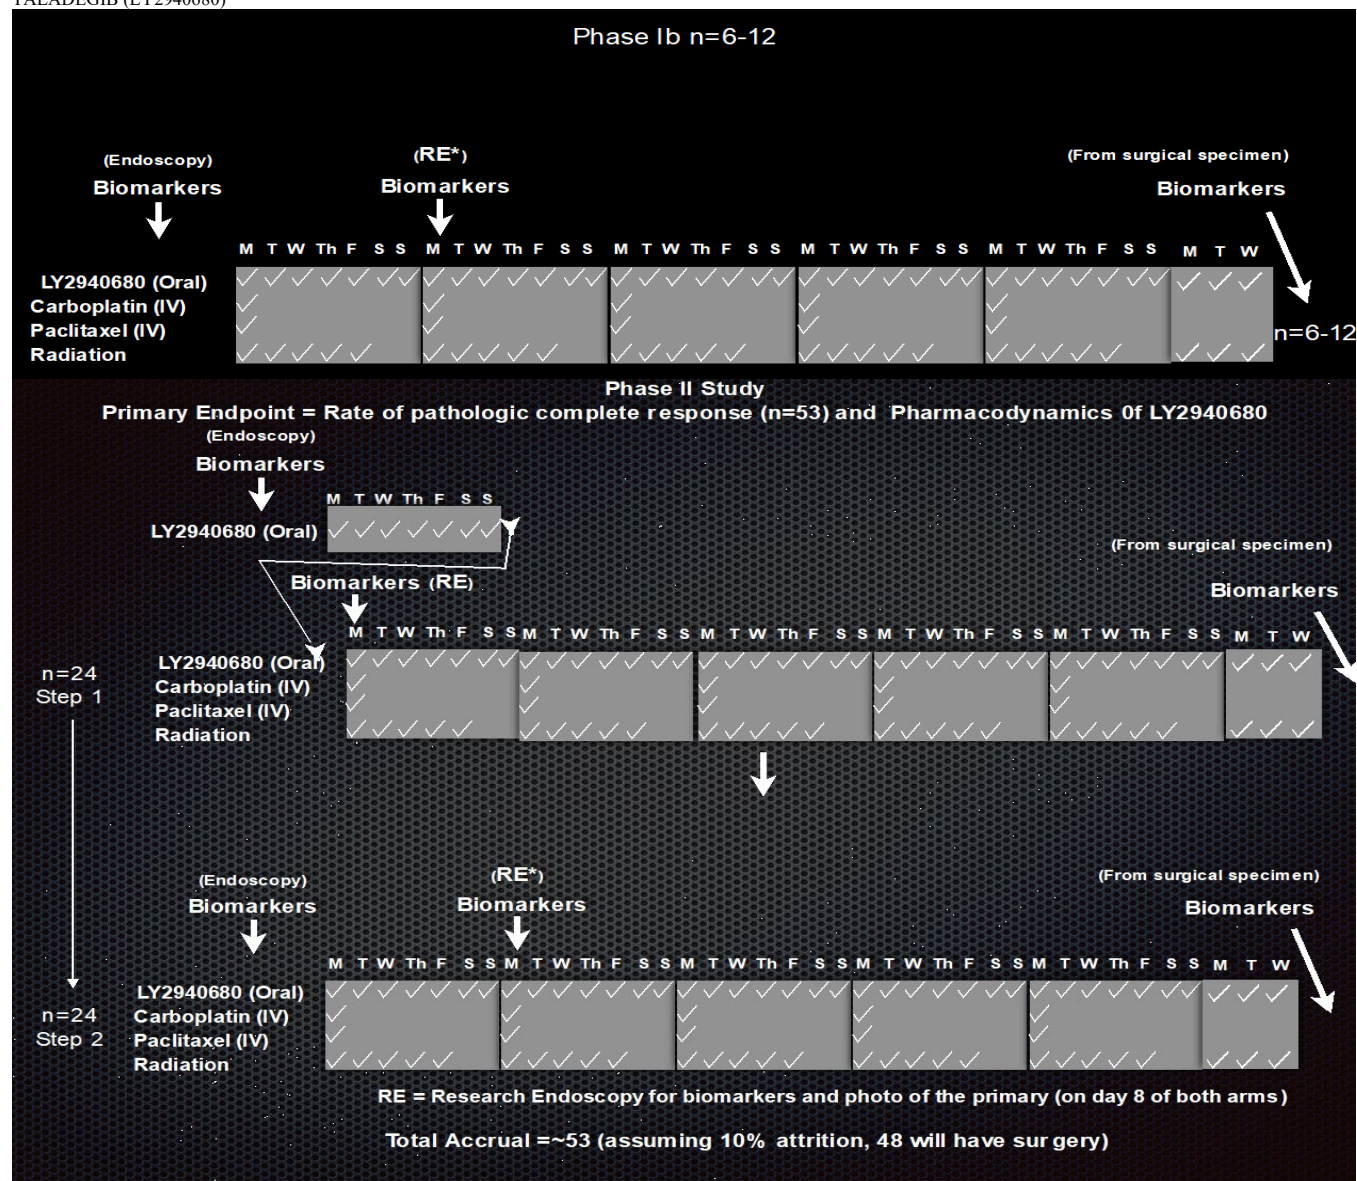 TALADEGIB (LY2940680)
Phase Ib n=6-12
(Endoscopy)
Biomarkers
(RE*)
Biomarkers
(From surgical specimen)
Biomarkers
M T W Th F S S M T W Th F S S M T W Th F S S M T W Th F S S M T W Th F S S M T W
LY2940680 (Oral)
Carboplatin (IV)
Paclitaxel (IV)
Radiation
n=6-12
Phase II Study
Primary Endpoint = Rate of pathologic complete response (n=53) and Pharmacodynamics 0f LY2940680
(Endoscopy)
Biomarkers
M T W Th F S S
LY2940680 (Oral)
Biomarkers (RE)
(From surgical specimen)
Biomarkers
M T W Th F S S M T W Th F S S M T W Th F S S M T W Th F S S M T W Th F S S M T W
n=24
Step 1
LY2940680 (Oral)
Carboplatin (IV)
Paclitaxel (IV)
Radiation
(Endoscopy)
Biomarkers
(RE*)
Biomarkers
(From surgical specimen)
Biomarkers
M T W Th F S S M T W Th F S S M T W Th F S S M T W Th F S S M T W Th F S S M T W
n=24
Step 2
LY2940680 (Oral)
Carboplatin (IV)
Paclitaxel (IV)
Radiation
RE = Research Endoscopy for biomarkers and photo of the primary (on day 8 of both arms)
Total Accrual =~53 (assuming 10% attrition, 48 will have surgery)